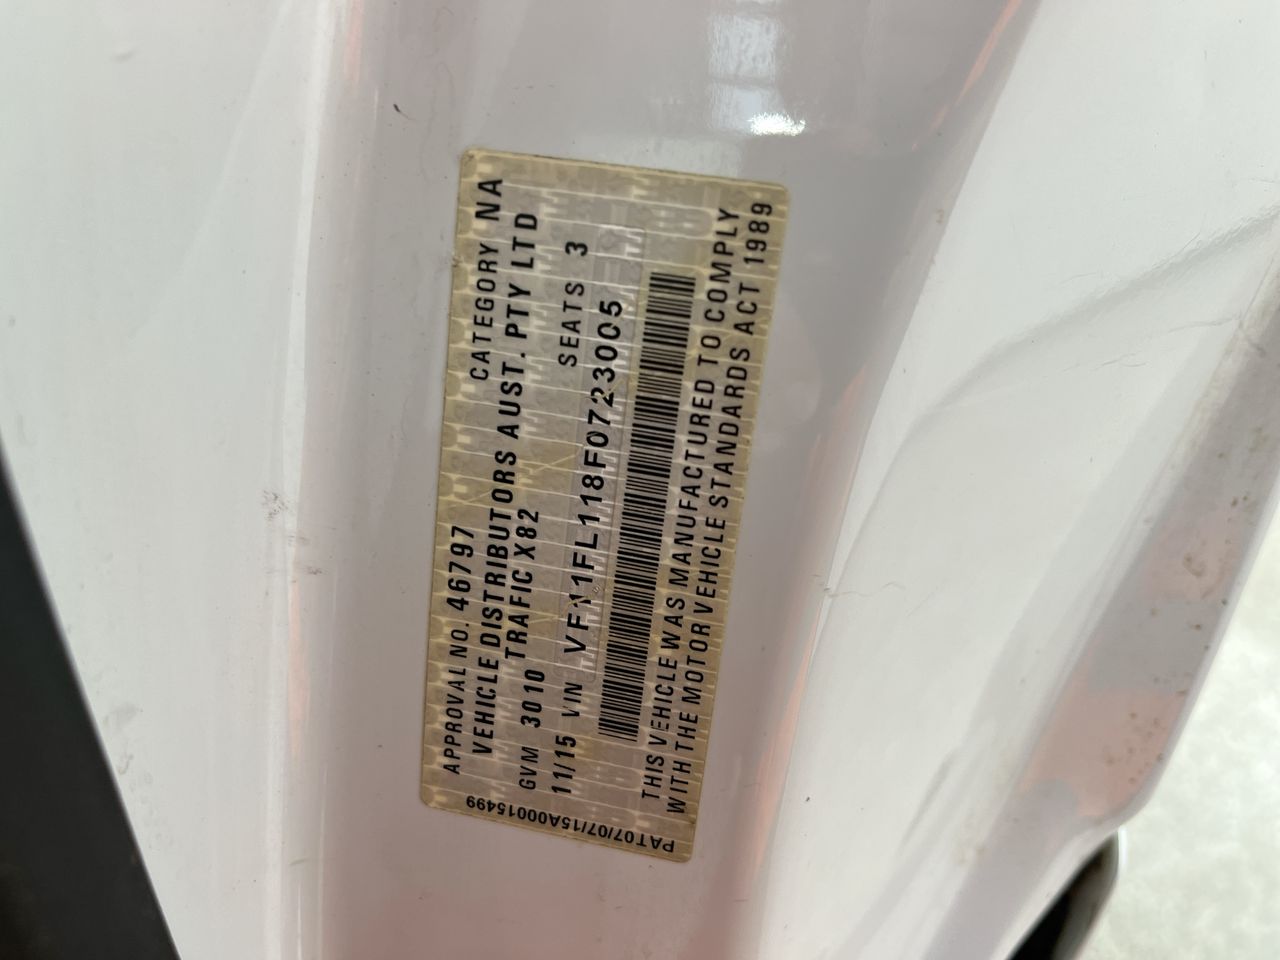 APPROVAL NO. 46797 CATEGORY NA
VEHICLE DISTRIBUTORS AUST. PTY LTD
TRAFIC X82
GVM 3010 SEATS 3
11/15 VIN VF11FL118F0723005
THIS VEHICLE WAS MANUFACTURED TO COMPLY
WITH THE MOTOR VEHICLE STANDARDS ACT 1989
PAT07/07/15A00015499